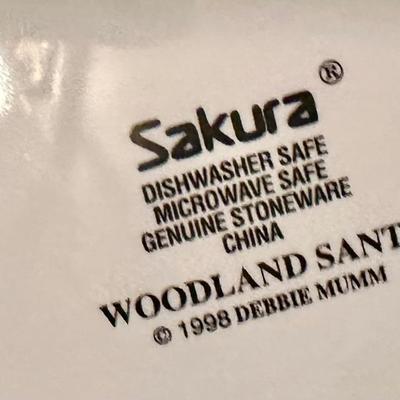 Sakura®
DISHWASHER SAFE
MICROWAVE SAFE
GENUINE STONEWARE
CHINA
WOODLAND SANT
© 1998 DEBBIE MUMM